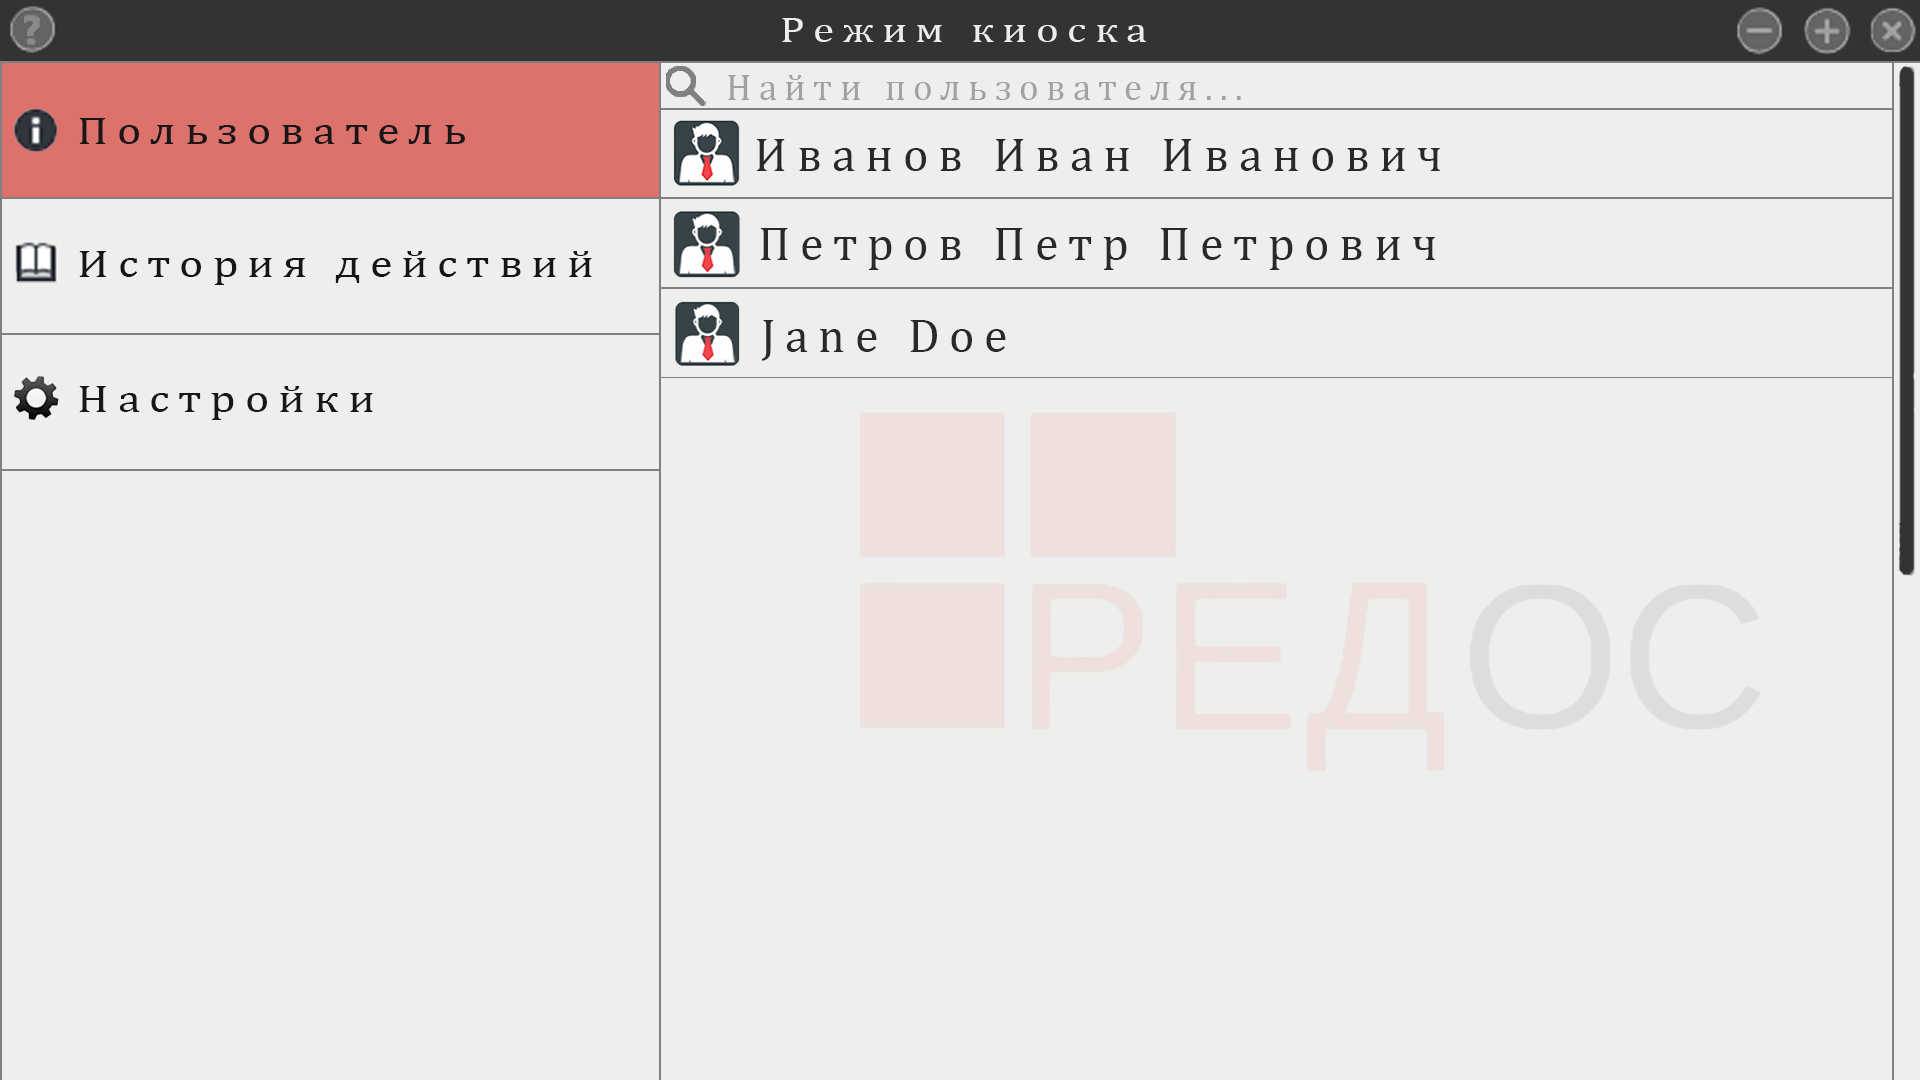 Режим киоска
Пользователь
История действий
Настройки
Найти пользователя...
Иванов Иван Иванович
Петров Петр Петрович
Jane Doe
РЕДОС